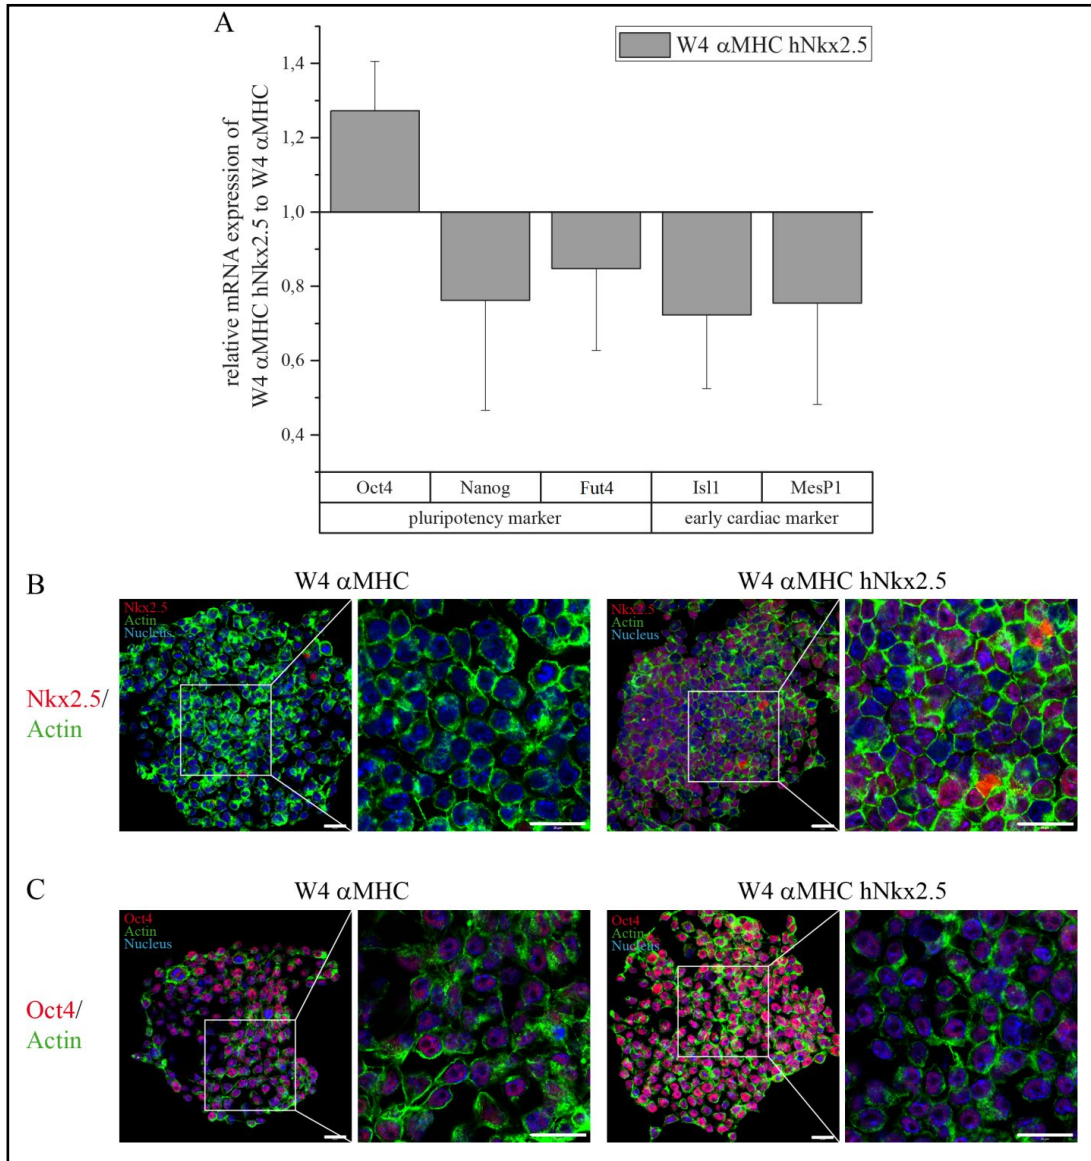 A
W4 αMHC hNkx2.5
relative mRNA expression of
W4 αMHC hNkx2.5 to W4 αMHC
1,4
1,2
1,0
0,8
0,6
0,4
Oct4 Nanog Fut4 Isl1 MesP1
pluripotency marker early cardiac marker
B
W4 αMHC W4 αMHC hNkx2.5
Nkx2.5/
Actin
Nkx2.5
Actin
Nucleus
Nkx2.5
Actin
Nucleus
C
W4 αMHC W4 αMHC hNkx2.5
Oct4/
Actin
Oct4
Actin
Nucleus
Oct4
Actin
Nucleus